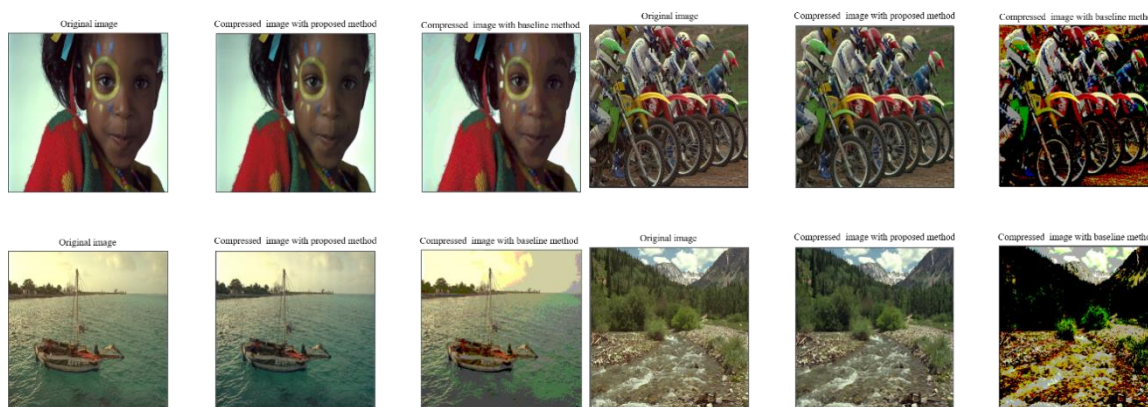 Original image
Compressed image with proposed method
Compressed image with baseline method
Original image
Compressed image with proposed method
Compressed image with baseline meth
Original image
Compressed image with proposed method
Compressed image with baseline method
Original image
Compressed image with proposed method
Compressed image with baseline meth